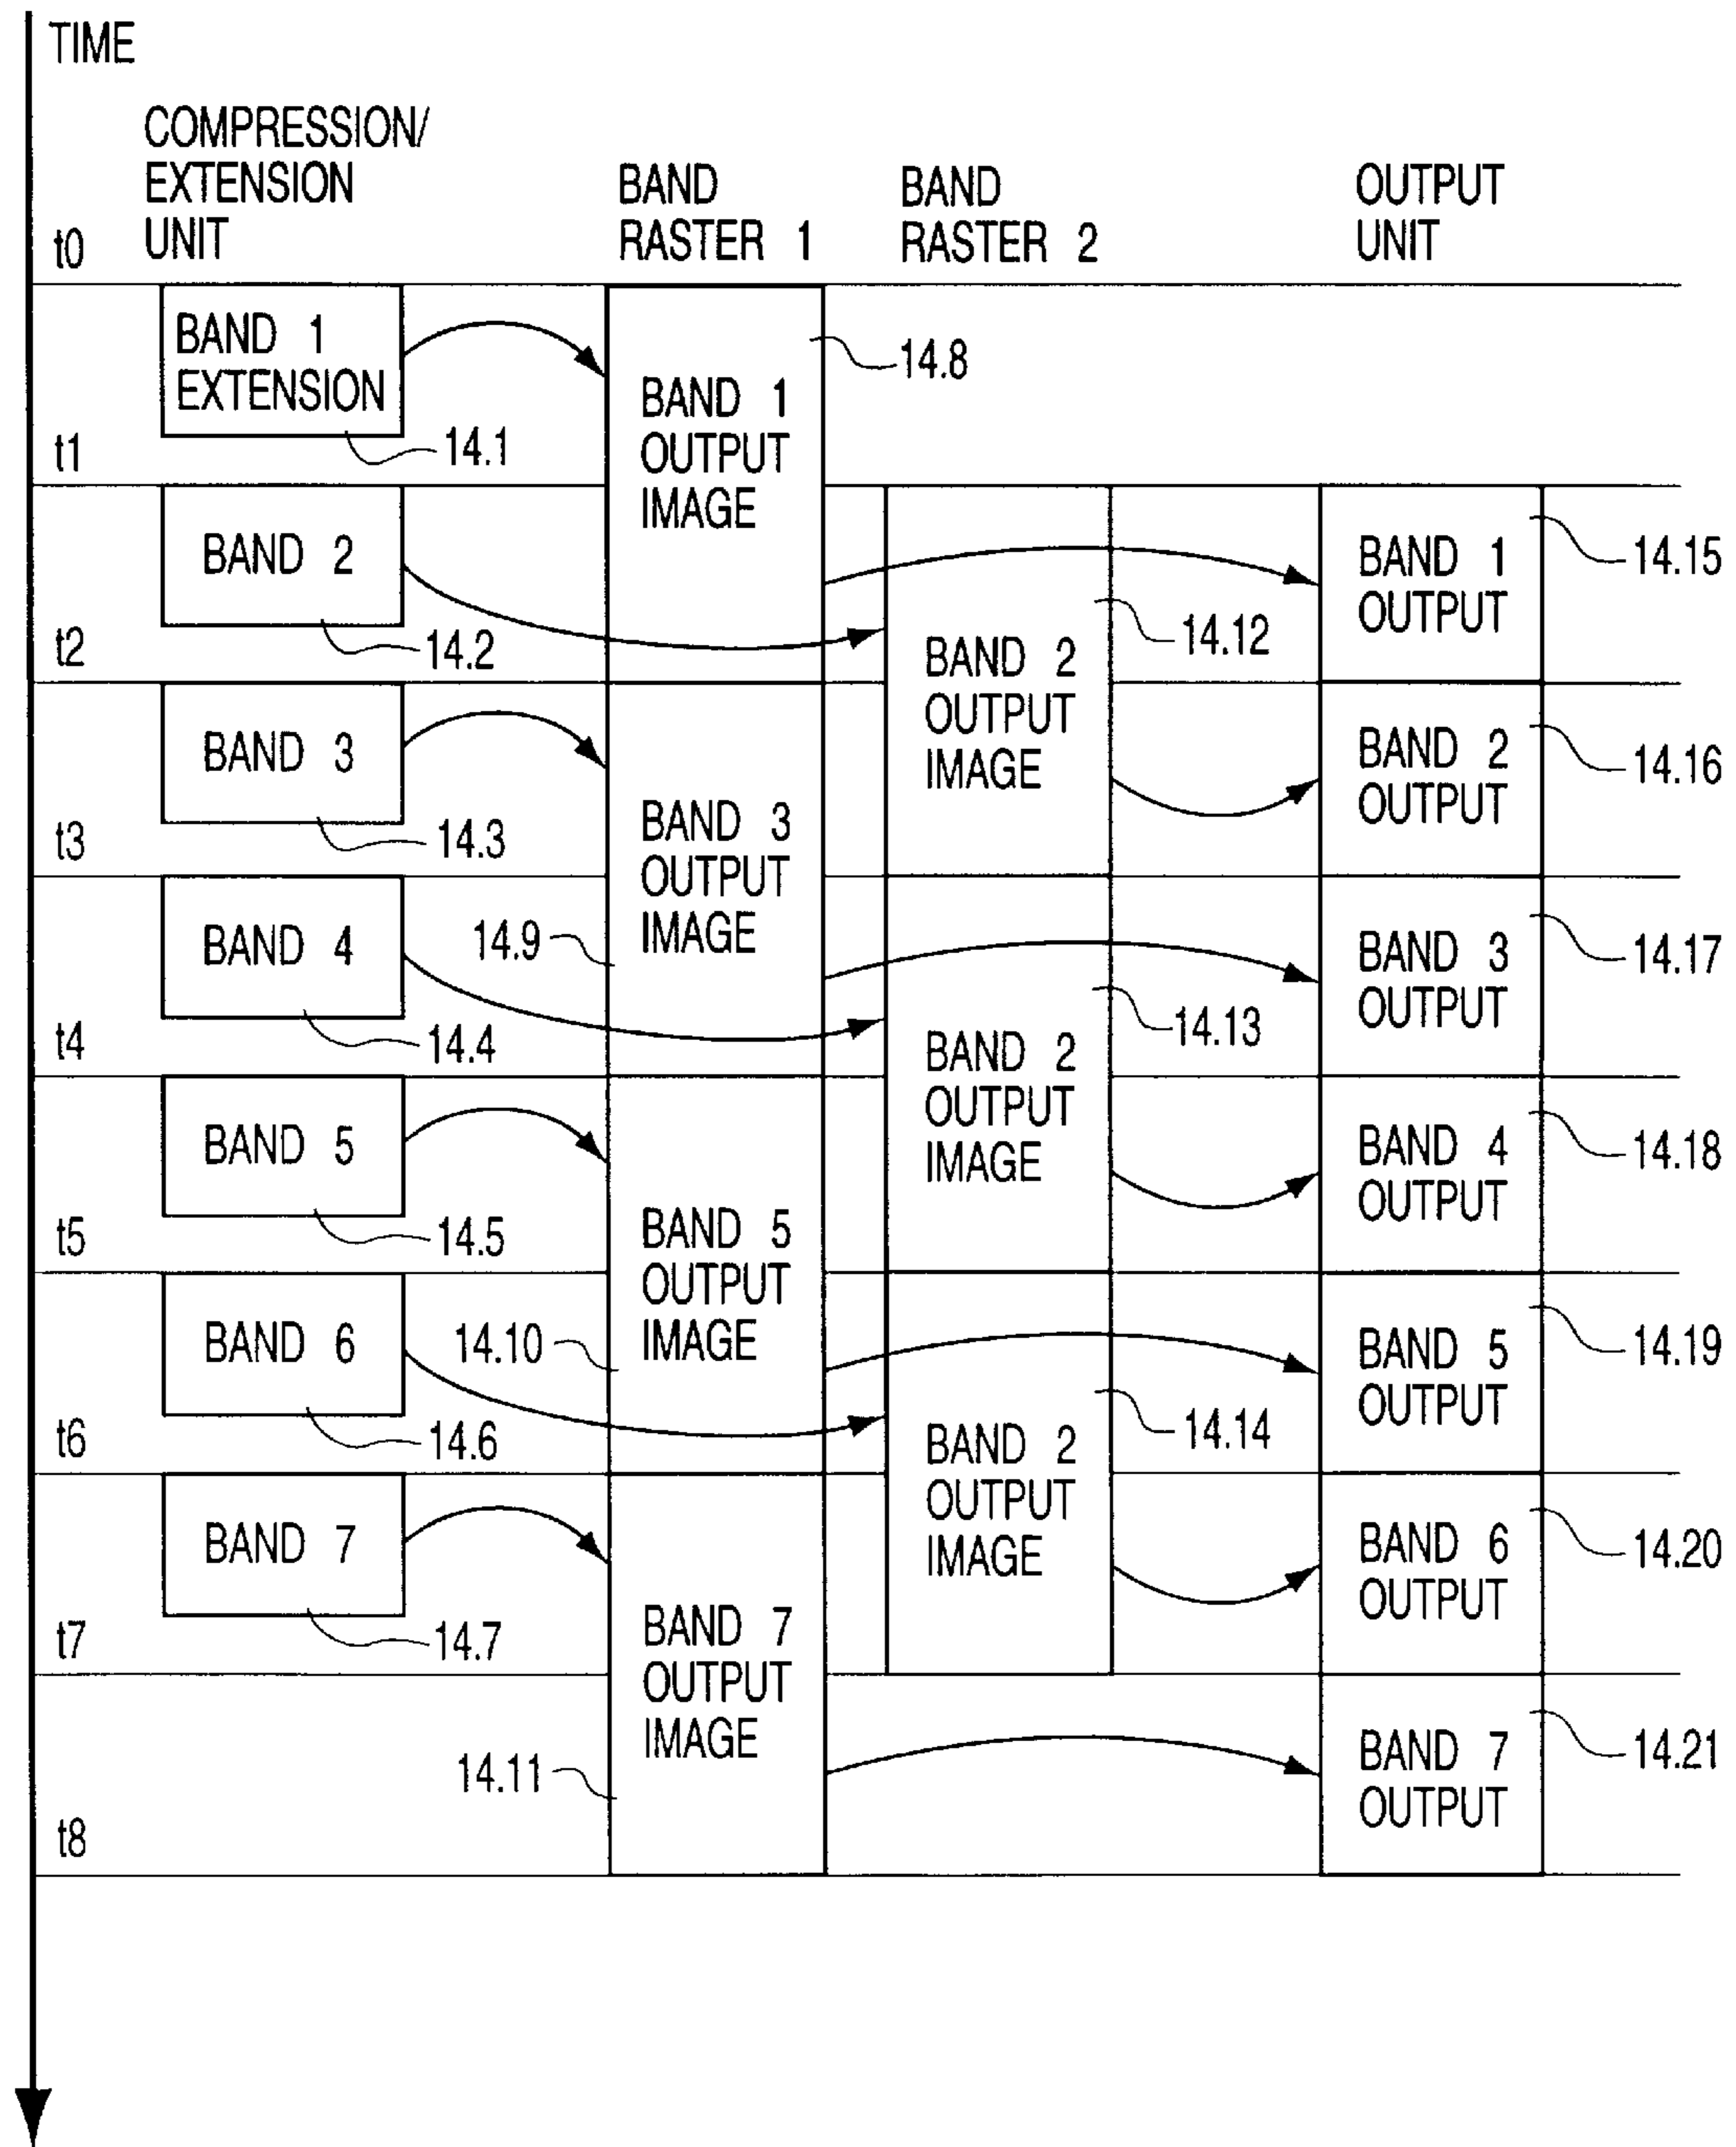 TIME
COMPRESSION/
EXTENSION
UNIT
BAND
RASTER 1
BAND
RASTER 2
OUTPUT
UNIT
t0
BAND 1
EXTENSION
14.1
t1
BAND 1
OUTPUT
IMAGE
14.8
BAND 2
14.2
t2
BAND 2
OUTPUT
IMAGE
14.12
BAND 1
OUTPUT
14.15
BAND 3
14.3
t3
BAND 3
OUTPUT
IMAGE
14.9
BAND 2
OUTPUT
14.16
BAND 4
14.4
t4
BAND 2
OUTPUT
IMAGE
14.13
BAND 3
OUTPUT
14.17
BAND 5
14.5
t5
BAND 5
OUTPUT
IMAGE
14.10
BAND 4
OUTPUT
14.18
BAND 6
14.6
t6
BAND 2
OUTPUT
IMAGE
14.14
BAND 5
OUTPUT
14.19
BAND 7
14.7
t7
BAND 7
OUTPUT
IMAGE
14.11
BAND 6
OUTPUT
14.20
t8
BAND 7
OUTPUT
14.21